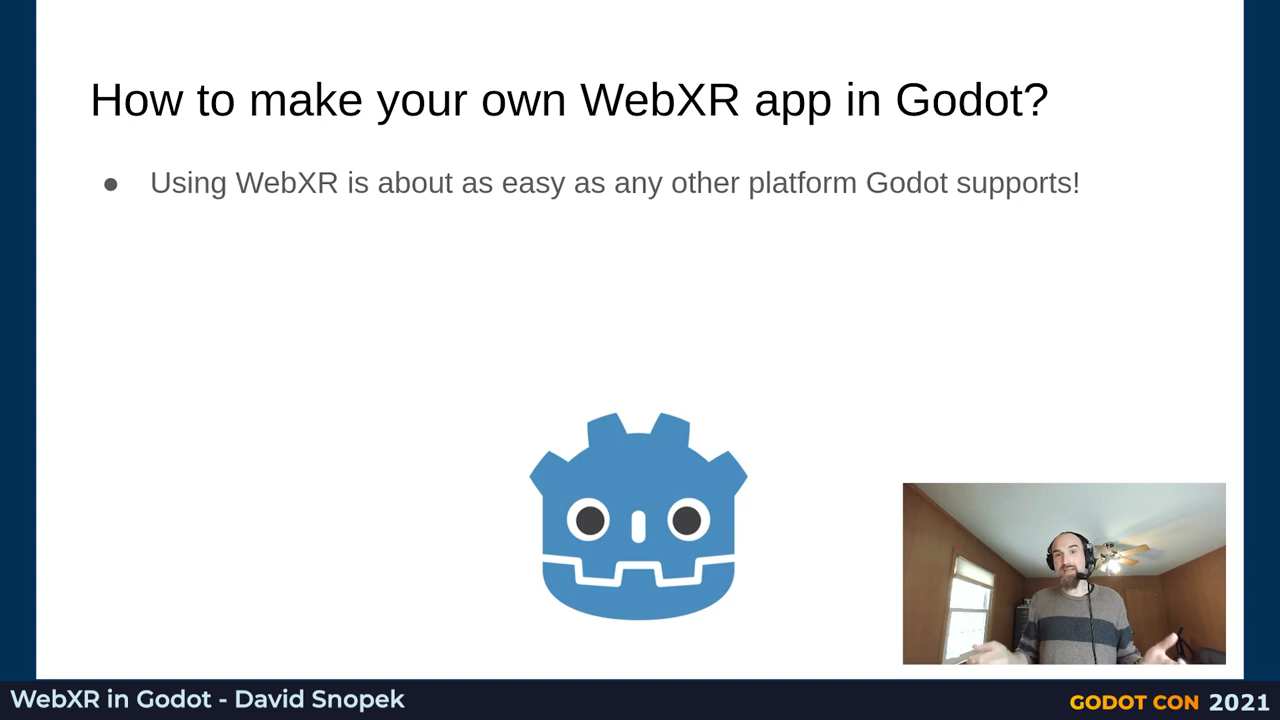 How to make your own WebXR app in Godot?
● Using WebXR is about as easy as any other platform Godot supports!
WebXR in Godot - David Snopek
GODOT CON 2021